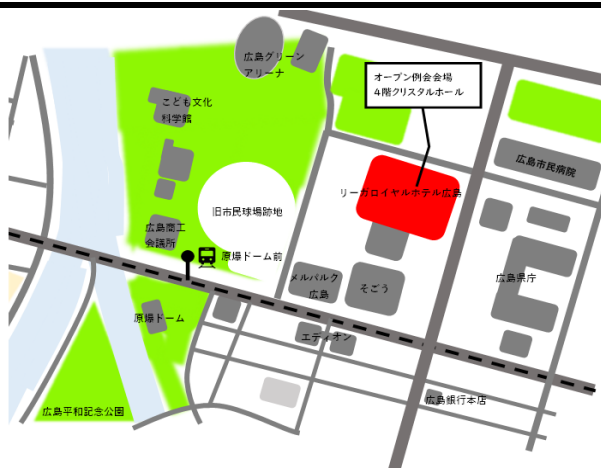 広島グリーン
アリーナ
オープン例会会場
4階クリスタルホール
こども文化
科学館
広島市民病院
リーガロイヤルホテル広島
旧市民球場跡地
広島商工
会議所
原爆ドーム前
メルパルク
広島
そごう
広島県庁
原爆ドーム
エディオン
広島銀行本店
広島平和記念公園